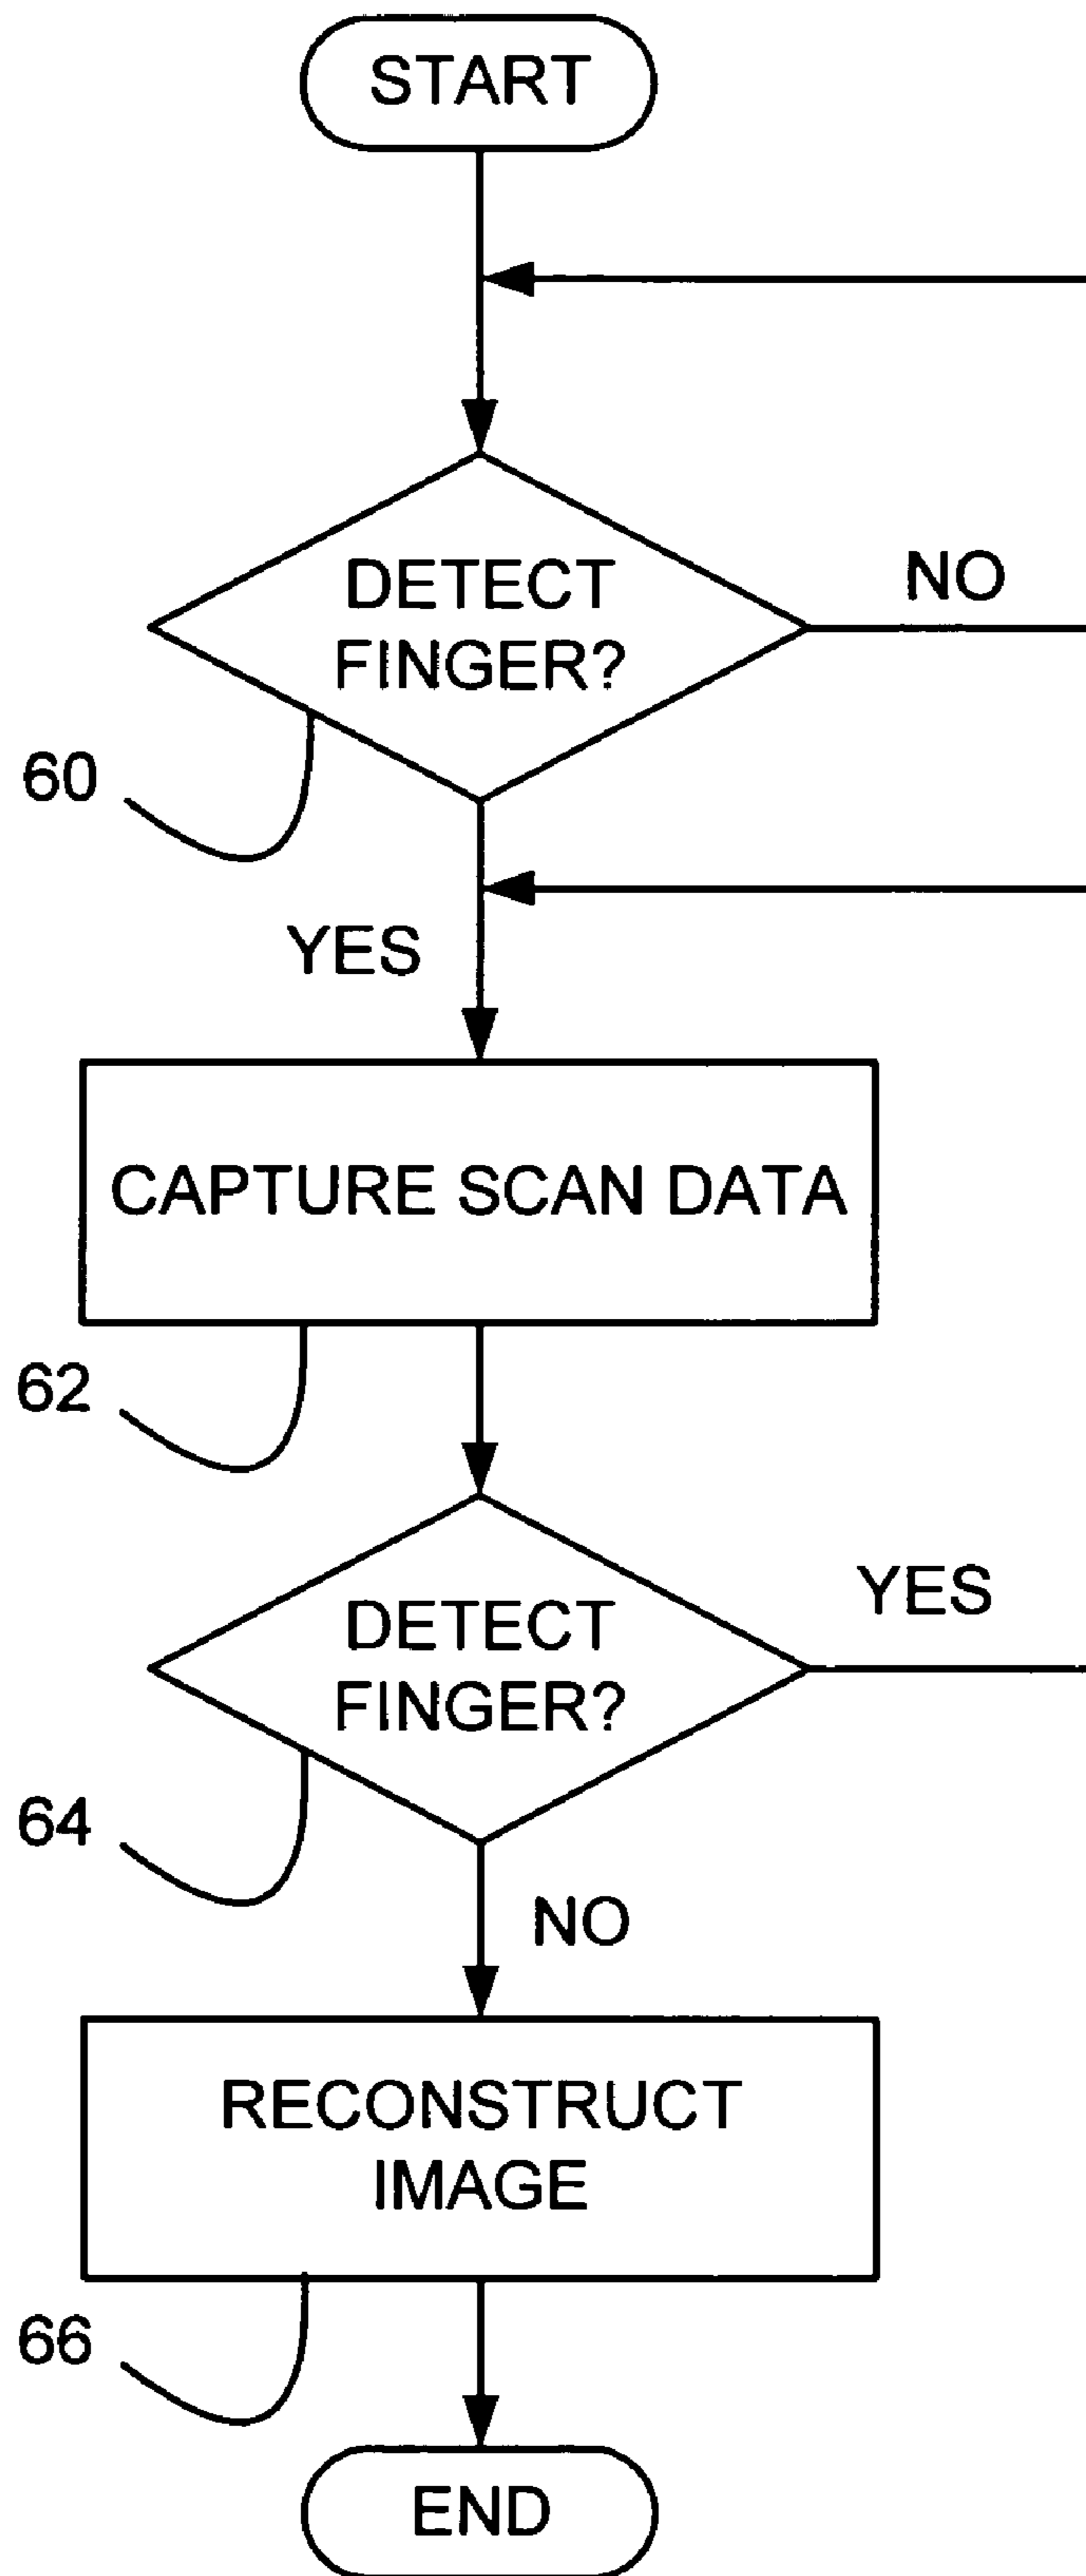 START
DETECT
FINGER?
NO
60
YES
CAPTURE SCAN DATA
62
DETECT
FINGER?
YES
64
NO
RECONSTRUCT
IMAGE
66
END